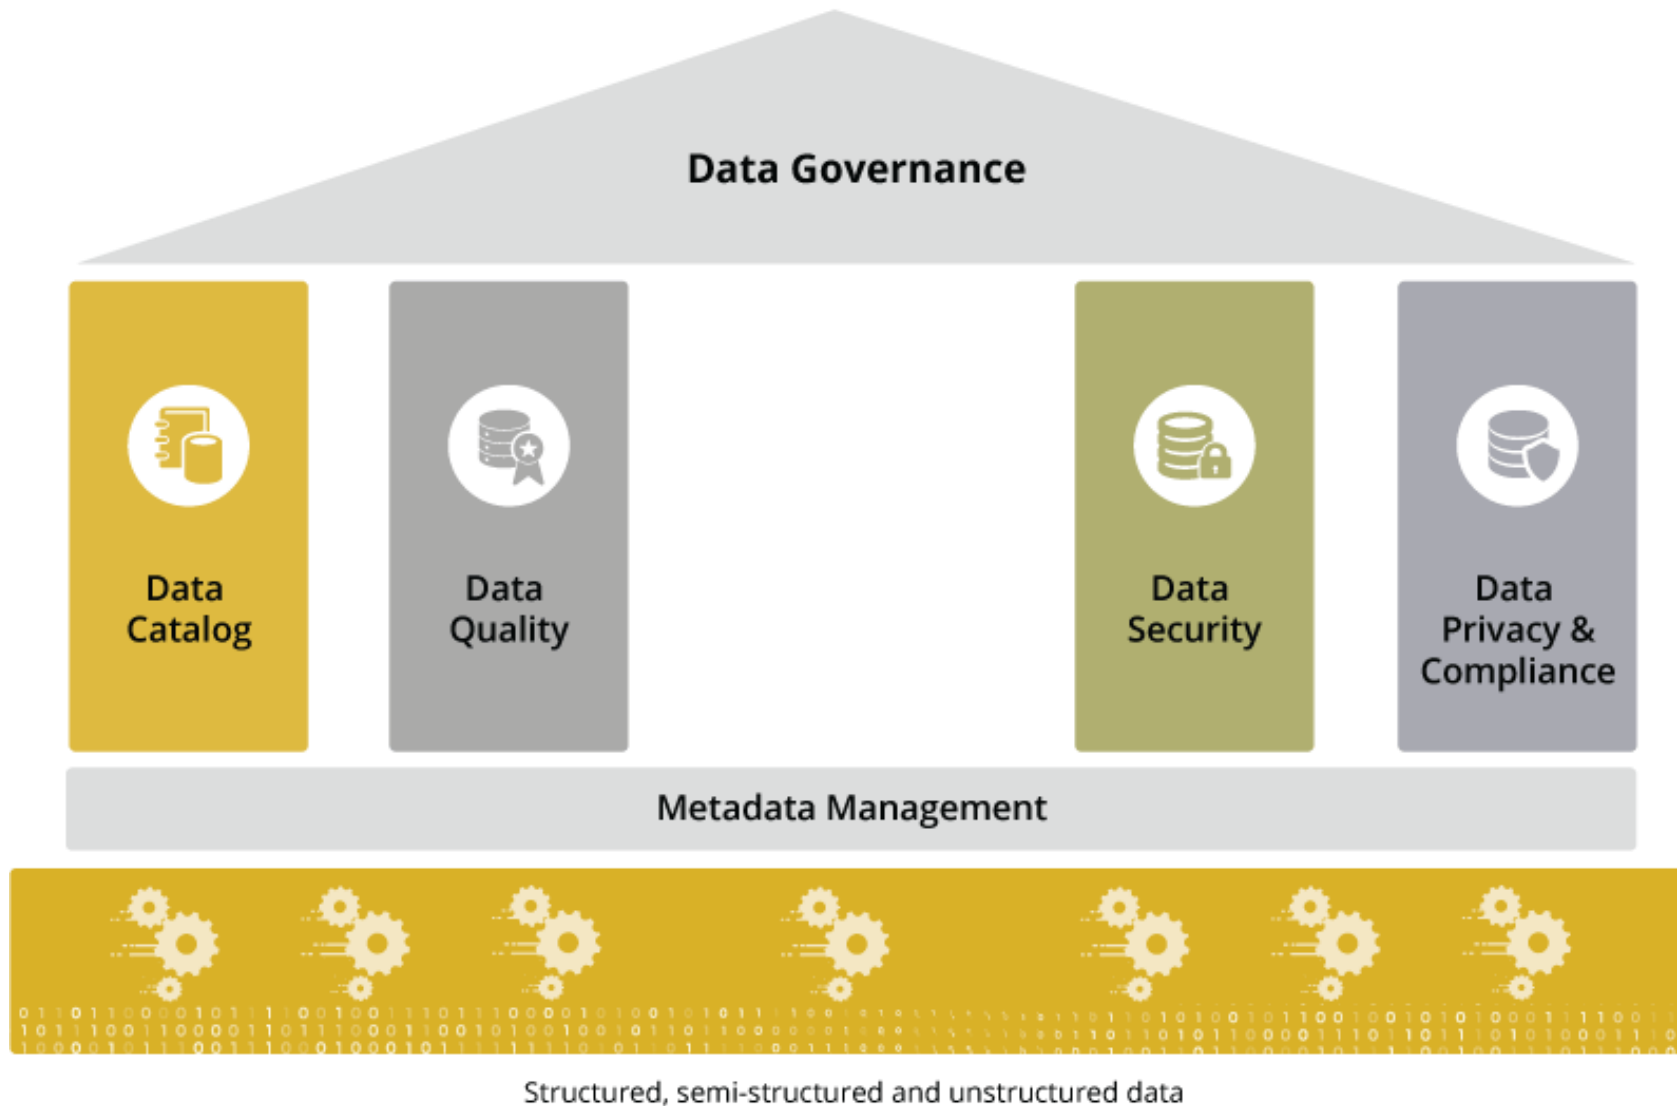 Data Governance
Data
Catalog
Data
Quality
Data
Security
Data
Privacy &
Compliance
Metadata Management
Structured, semi-structured and unstructured data